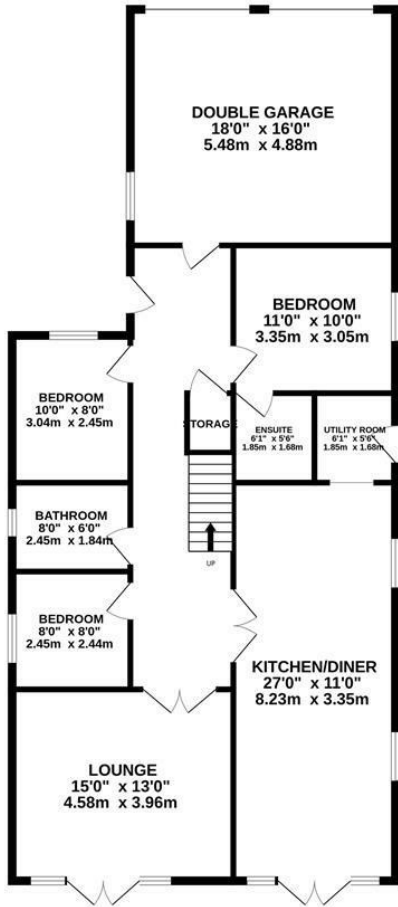 DOUBLE GARAGE
18'0" x 16'0"
5.48m x 4.88m
BEDROOM
11'0" x 10'0"
3.35m x 3.05m
BEDROOM
10'0" x 8'0"
3.04m x 2.45m
STORAGE
ENSUITE
6'1" x 5'6"
1.85m x 1.68m
UTILITY ROOM
6'1" x 5'6"
1.85m x 1.68m
BATHROOM
8'0" x 6'0"
2.45m x 1.84m
UP
BEDROOM
8'0" x 8'0"
2.45m x 2.44m
KITCHEN/DINER
27'0" x 11'0"
8.23m x 3.35m
LOUNGE
15'0" x 13'0"
4.58m x 3.96m